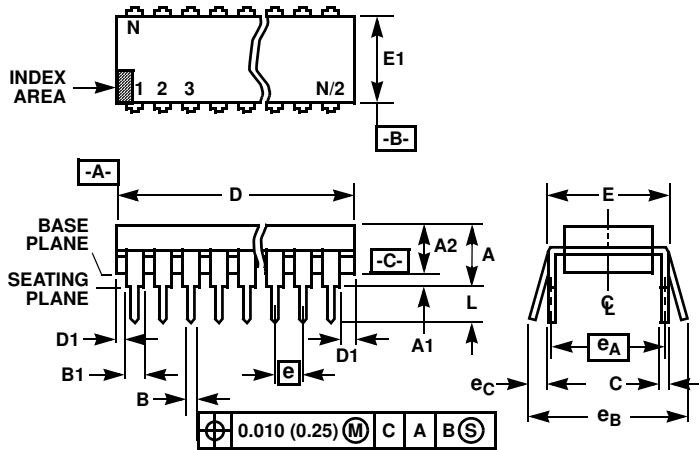 N
INDEX
AREA
1 2 3 N/2
E1
-B-
-A-
D
E
BASE
PLANE
A2
A
-C-
SEATING
PLANE
L
C L
D1
A1
D1
e
eA
B1
eC
C
B
eB
0.010 (0.25) M C A B S